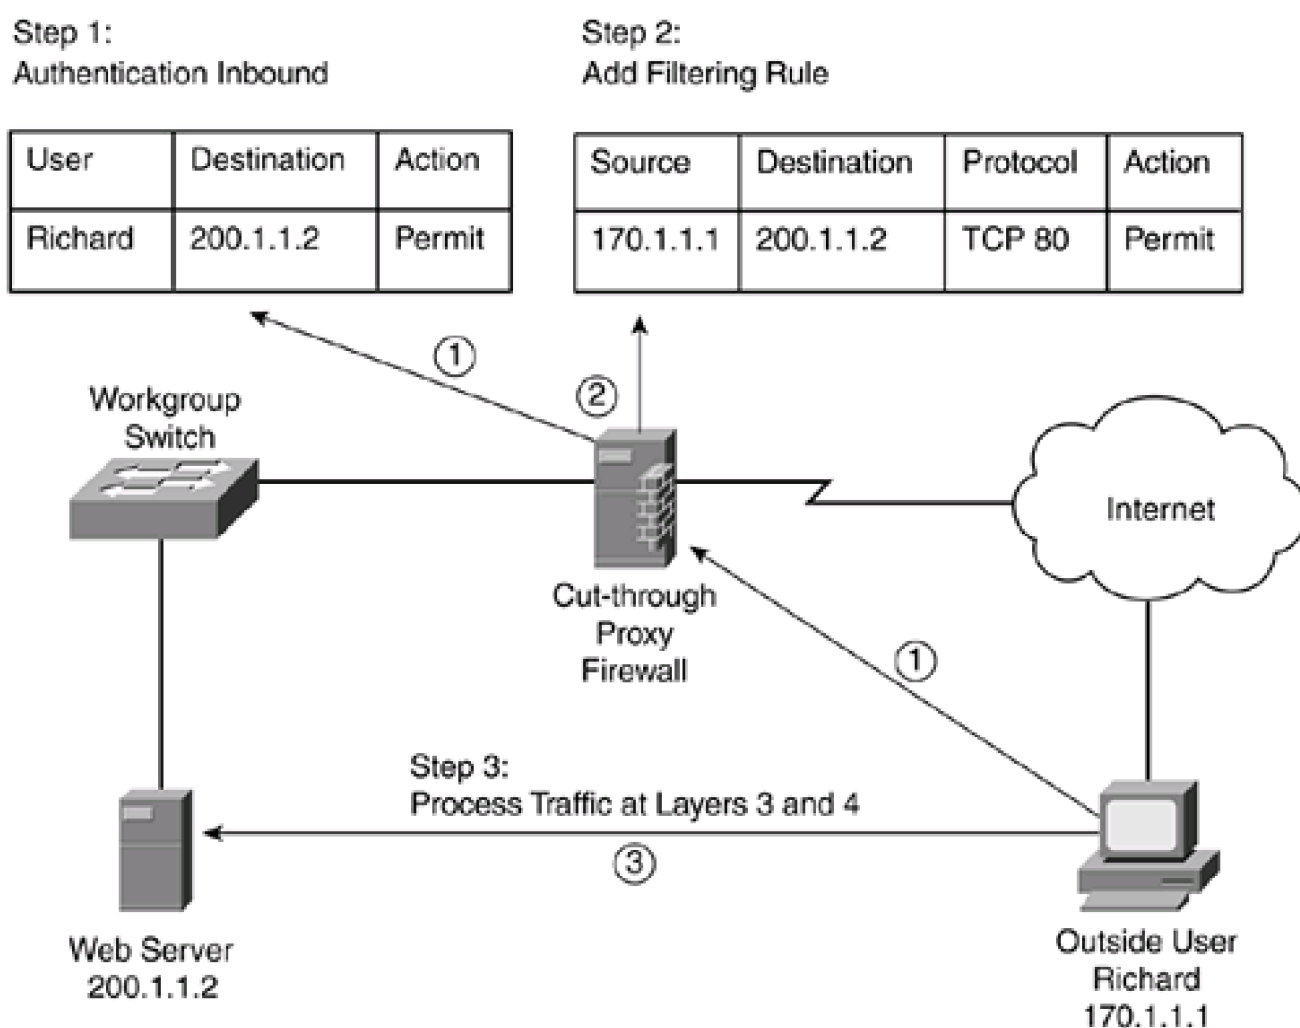 Step 1:
Authentication Inbound
Step 2:
Add Filtering Rule
User Destination Action
Richard 200.1.1.2 Permit
Source Destination Protocol Action
170.1.1.1 200.1.1.2 TCP 80 Permit
1
2
Workgroup
Switch
Internet
Cut-through
Proxy
Firewall
1
Step 3:
Process Traffic at Layers 3 and 4
3
Web Server
200.1.1.2
Outside User
Richard
170.1.1.1